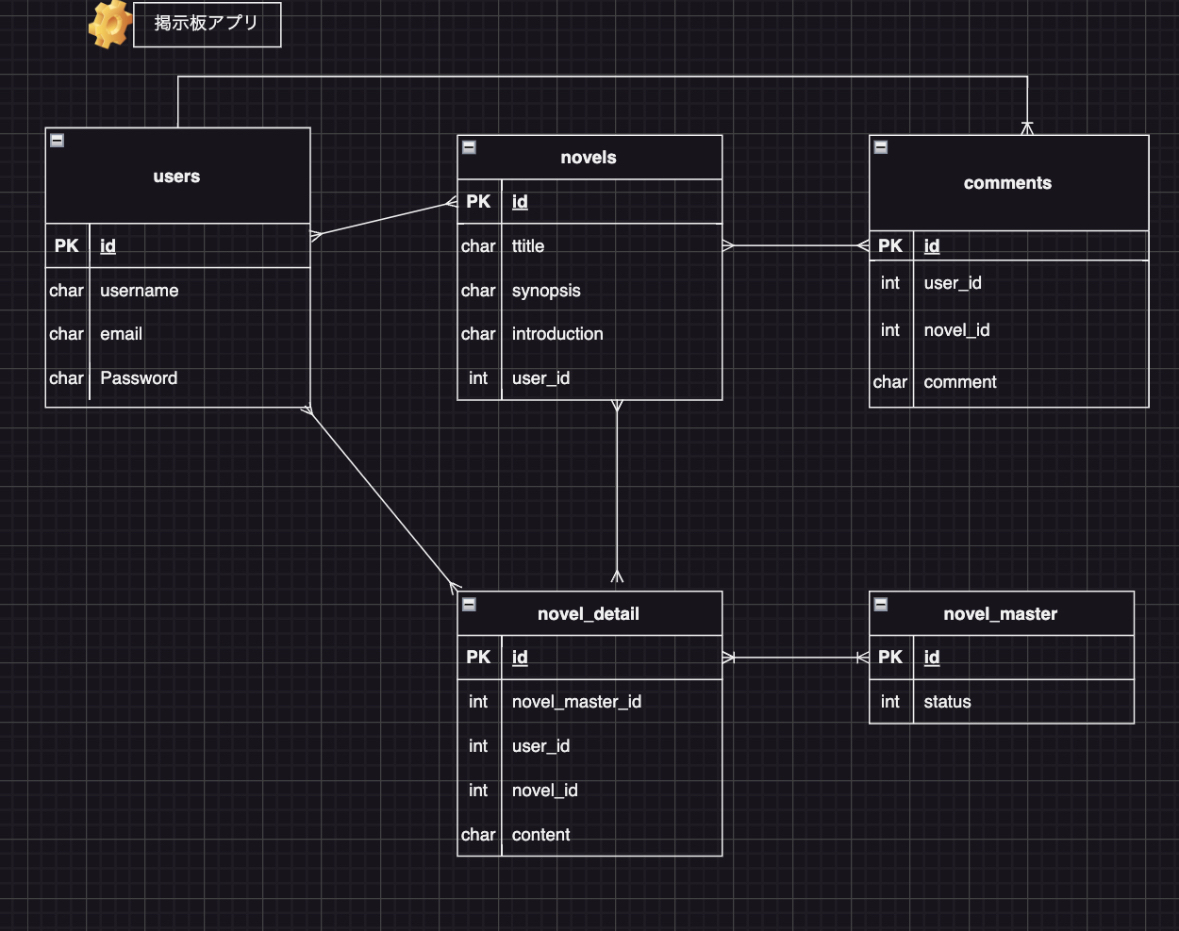 掲示板アプリ
users
PK id
char username
char email
char Password
novels
PK id
char ttitle
char synopsis
char introduction
int user_id
comments
PK id
int user_id
int novel_id
char comment
novel_detail
PK id
int novel_master_id
int user_id
int novel_id
char content
novel_master
PK id
int status